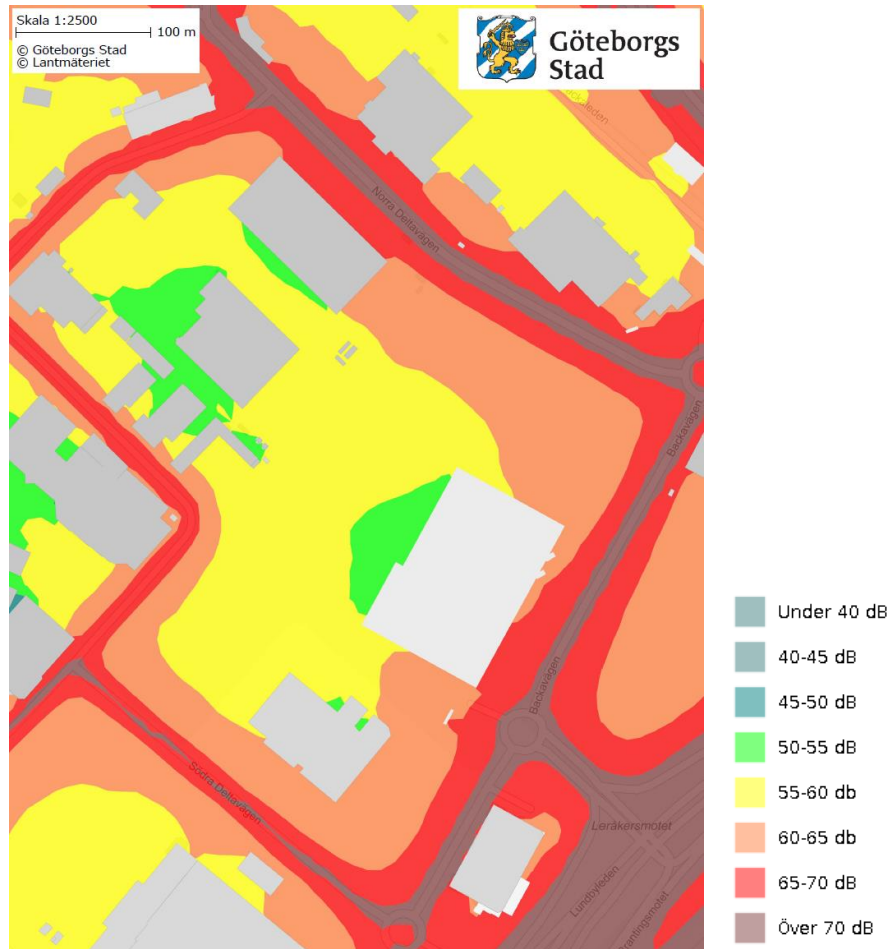 Skala 1:2500
100 m
© Göteborgs Stad
© Lantmäteriet
Göteborgs
Stad
Norra Deltavägen
Backavägen
Backavägen
Södra Deltavägen
Leråkersmotet
Lundbyleden
Under 40 dB
40-45 dB
45-50 dB
50-55 dB
55-60 db
60-65 db
65-70 dB
Över 70 dB